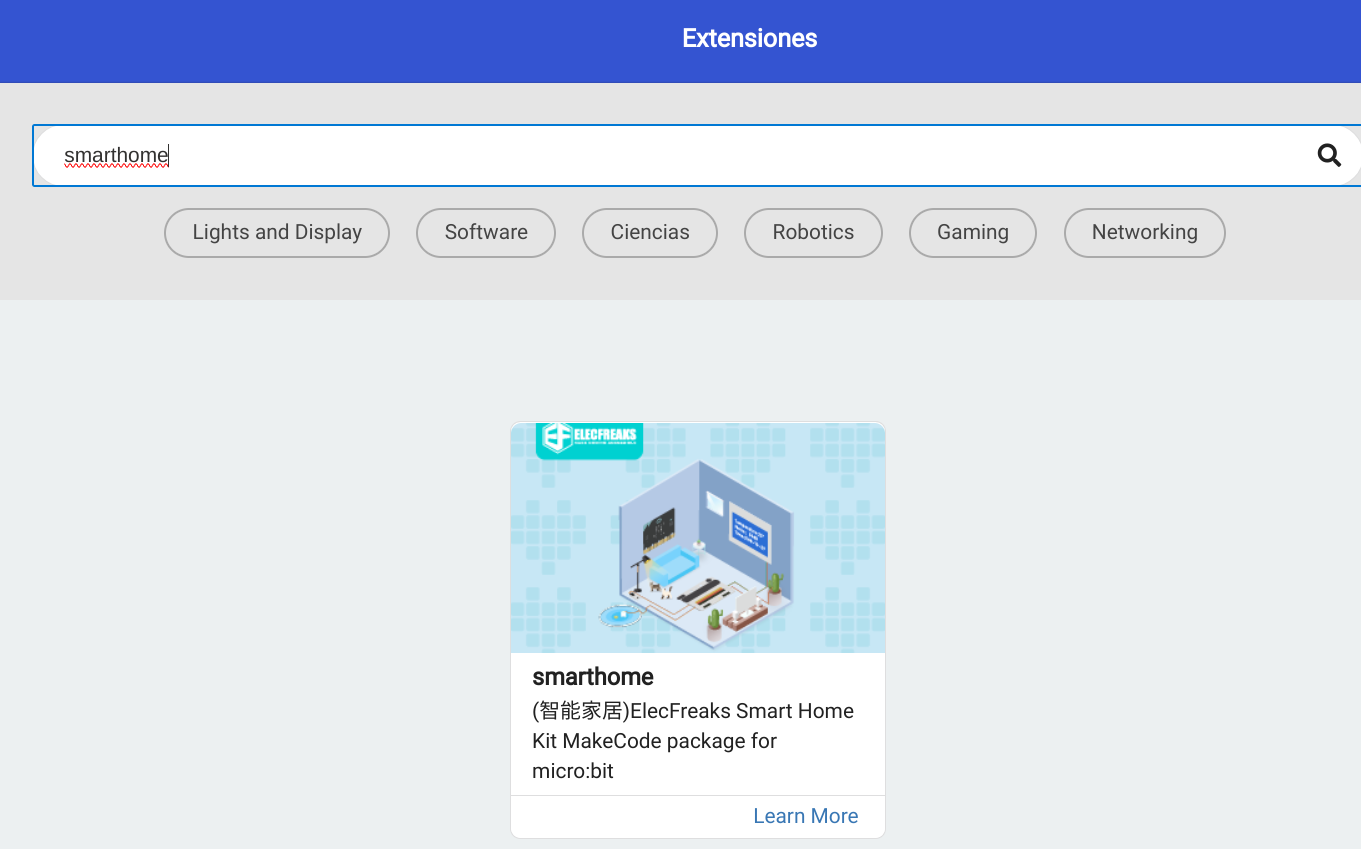 Extensiones
smarthome
Lights and Display
Software
Ciencias
Robotics
Gaming
Networking
ELECFREAKS
smarthome
(智能家居)ElecFreaks Smart Home
Kit MakeCode package for
micro:bit
Learn More